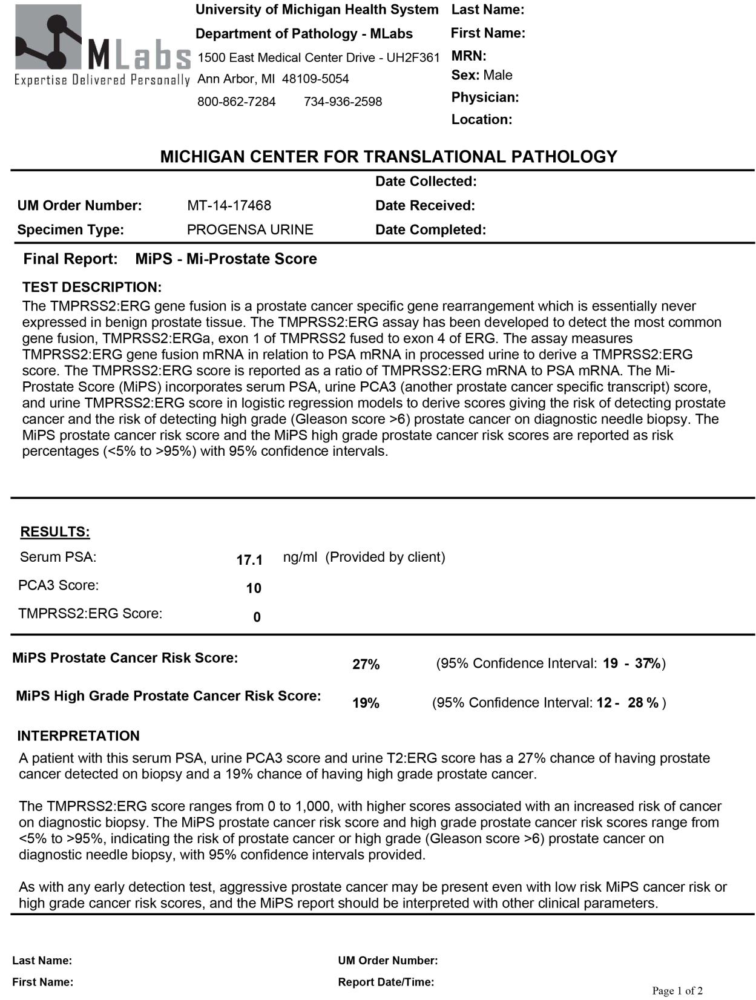 MLabs
Expertise Delivered Personally
University of Michigan Health System
Department of Pathology - MLabs
1500 East Medical Center Drive - UH2F361
Ann Arbor, MI 48109-5054
800-862-7284 734-936-2598
Last Name:
First Name:
MRN:
Sex: Male
Physician:
Location:
MICHIGAN CENTER FOR TRANSLATIONAL PATHOLOGY
Date Collected:
UM Order Number: MT-14-17468 Date Received:
Specimen Type: PROGENSA URINE Date Completed:
Final Report: MiPS - Mi-Prostate Score
TEST DESCRIPTION:
The TMPRSS2:ERG gene fusion is a prostate cancer specific gene rearrangement which is essentially never
expressed in benign prostate tissue. The TMPRSS2:ERG assay has been developed to detect the most common
gene fusion, TMPRSS2:ERGa, exon 1 of TMPRSS2 fused to exon 4 of ERG. The assay measures
TMPRSS2:ERG gene fusion mRNA in relation to PSA mRNA in processed urine to derive a TMPRSS2:ERG
score. The TMPRSS2:ERG score is reported as a ratio of TMPRSS2:ERG mRNA to PSA mRNA. The Mi-
Prostate Score (MiPS) incorporates serum PSA, urine PCA3 (another prostate cancer specific transcript) score,
and urine TMPRSS2:ERG score in logistic regression models to derive scores giving the risk of detecting prostate
cancer and the risk of detecting high grade (Gleason score >6) prostate cancer on diagnostic needle biopsy. The
MiPS prostate cancer risk score and the MiPS high grade prostate cancer risk scores are reported as risk
percentages (<5% to >95%) with 95% confidence intervals.
RESULTS:
Serum PSA: 17.1 ng/ml (Provided by client)
PCA3 Score: 10
TMPRSS2:ERG Score: 0
MiPS Prostate Cancer Risk Score: 27% (95% Confidence Interval: 19 - 37%)
MiPS High Grade Prostate Cancer Risk Score: 19% (95% Confidence Interval: 12 - 28 % )
INTERPRETATION
A patient with this serum PSA, urine PCA3 score and urine T2:ERG score has a 27% chance of having prostate
cancer detected on biopsy and a 19% chance of having high grade prostate cancer.
The TMPRSS2:ERG score ranges from 0 to 1,000, with higher scores associated with an increased risk of cancer
on diagnostic biopsy. The MiPS prostate cancer risk score and high grade prostate cancer risk scores range from
<5% to >95%, indicating the risk of prostate cancer or high grade (Gleason score >6) prostate cancer on
diagnostic needle biopsy, with 95% confidence intervals provided.
As with any early detection test, aggressive prostate cancer may be present even with low risk MiPS cancer risk or
high grade cancer risk scores, and the MiPS report should be interpreted with other clinical parameters.
Last Name: UM Order Number:
First Name: Report Date/Time:
Page 1 of 2